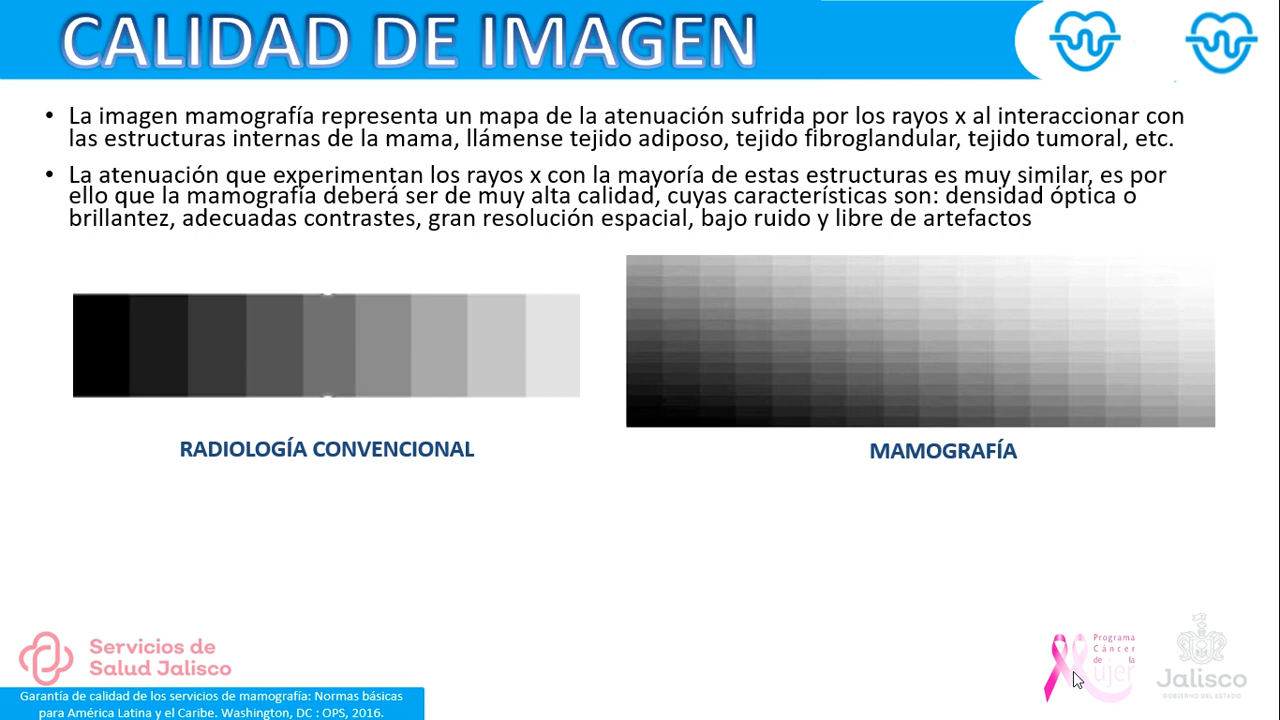 CALIDAD DE IMAGEN
• La imagen mamografía representa un mapa de la atenuación sufrida por los rayos x al interaccionar con
las estructuras internas de la mama, llámense tejido adiposo, tejido fibroglandular, tejido tumoral, etc.
• La atenuación que experimentan los rayos x con la mayoría de estas estructuras es muy similar, es por
ello que la mamografía deberá ser de muy alta calidad, cuyas características son: densidad óptica o
brillantez, adecuadas contrastes, gran resolución espacial, bajo ruido y libre de artefactos
RADIOLOGÍA CONVENCIONAL
MAMOGRAFÍA
Servicios de
Salud Jalisco
Programa
Cáncer
de la
Mujer
Jalisco
GOBIERNO DEL ESTADO
Garantía de calidad de los servicios de mamografía: Normas básicas
para América Latina y el Caribe. Washington, DC : OPS, 2016.